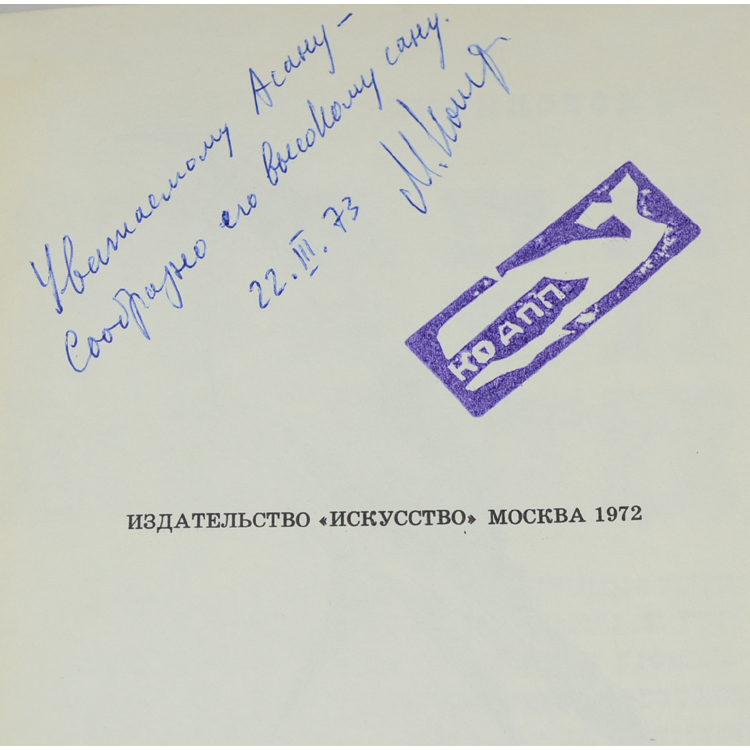 Уважаемому Асану –
Сообразно его высокому сану.
22.III.73
КОАПП
ИЗДАТЕЛЬСТВО «ИСКУССТВО» МОСКВА 1972